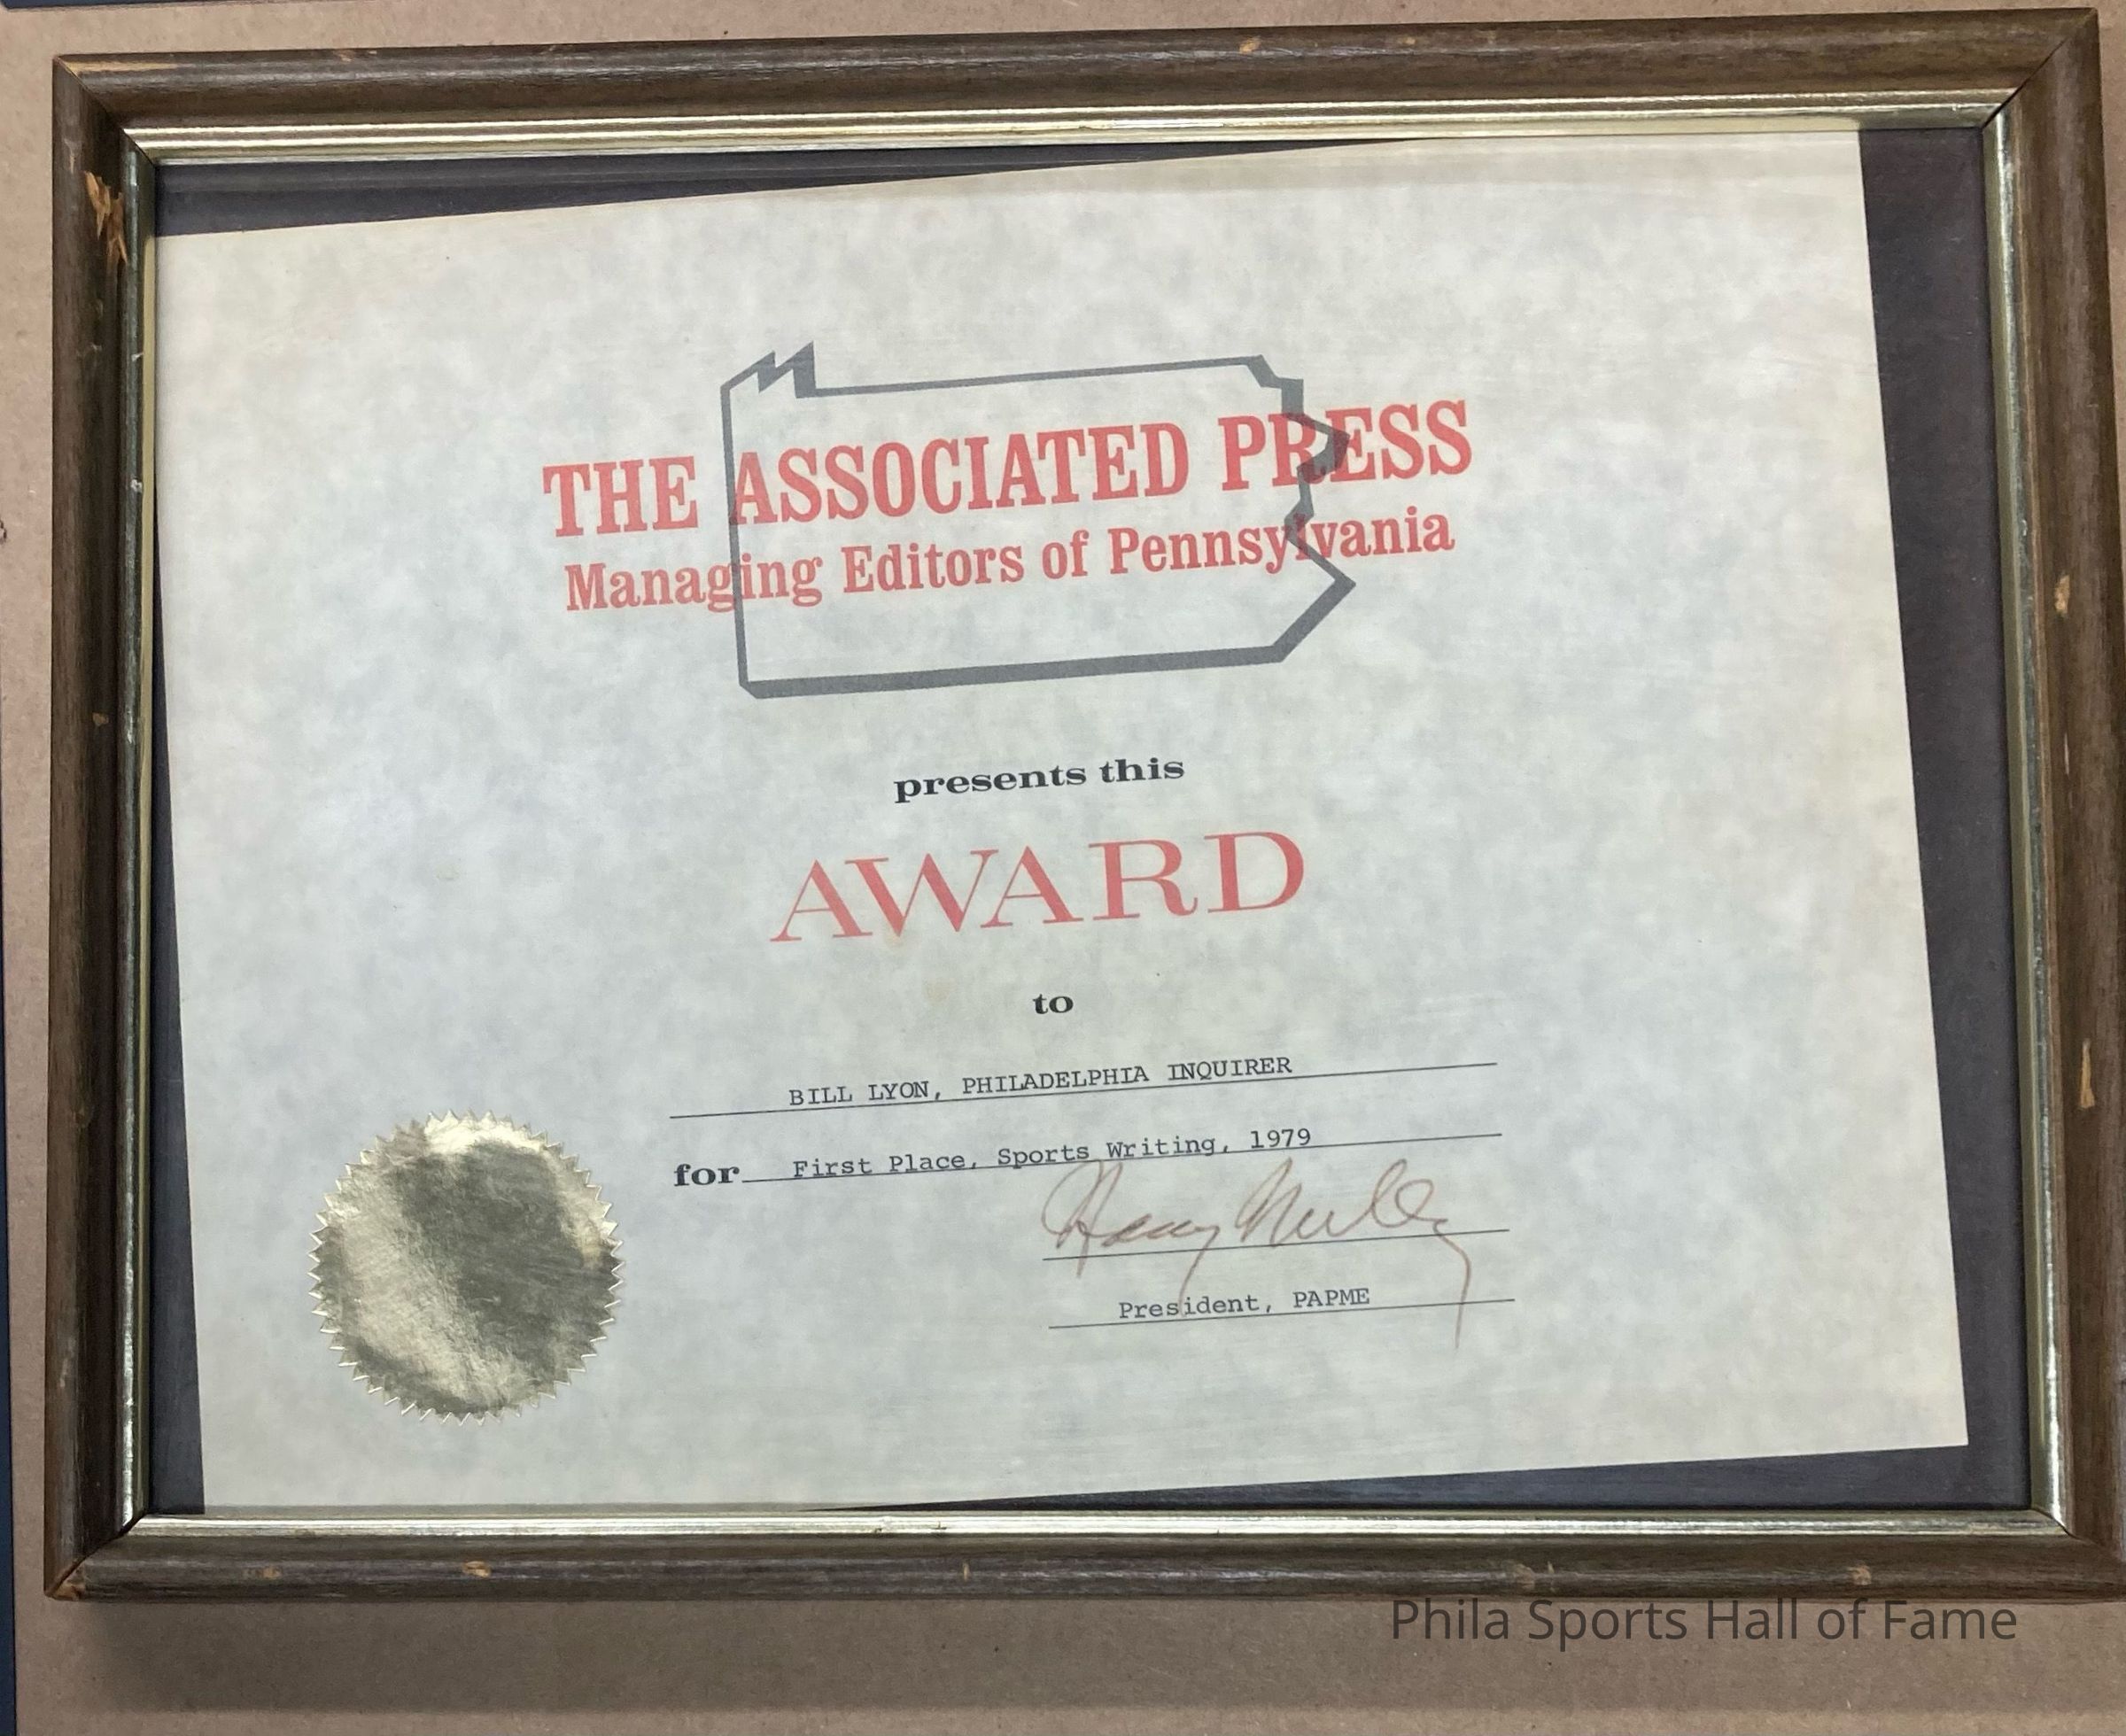 THE ASSOCIATED PRESS
Managing Editors of Pennsylvania
presents this
AWARD
to
BILL LYON, PHILADELPHIA INQUIRER
for First Place, Sports Writing, 1979
President, PAPME
Phila Sports Hall of Fame